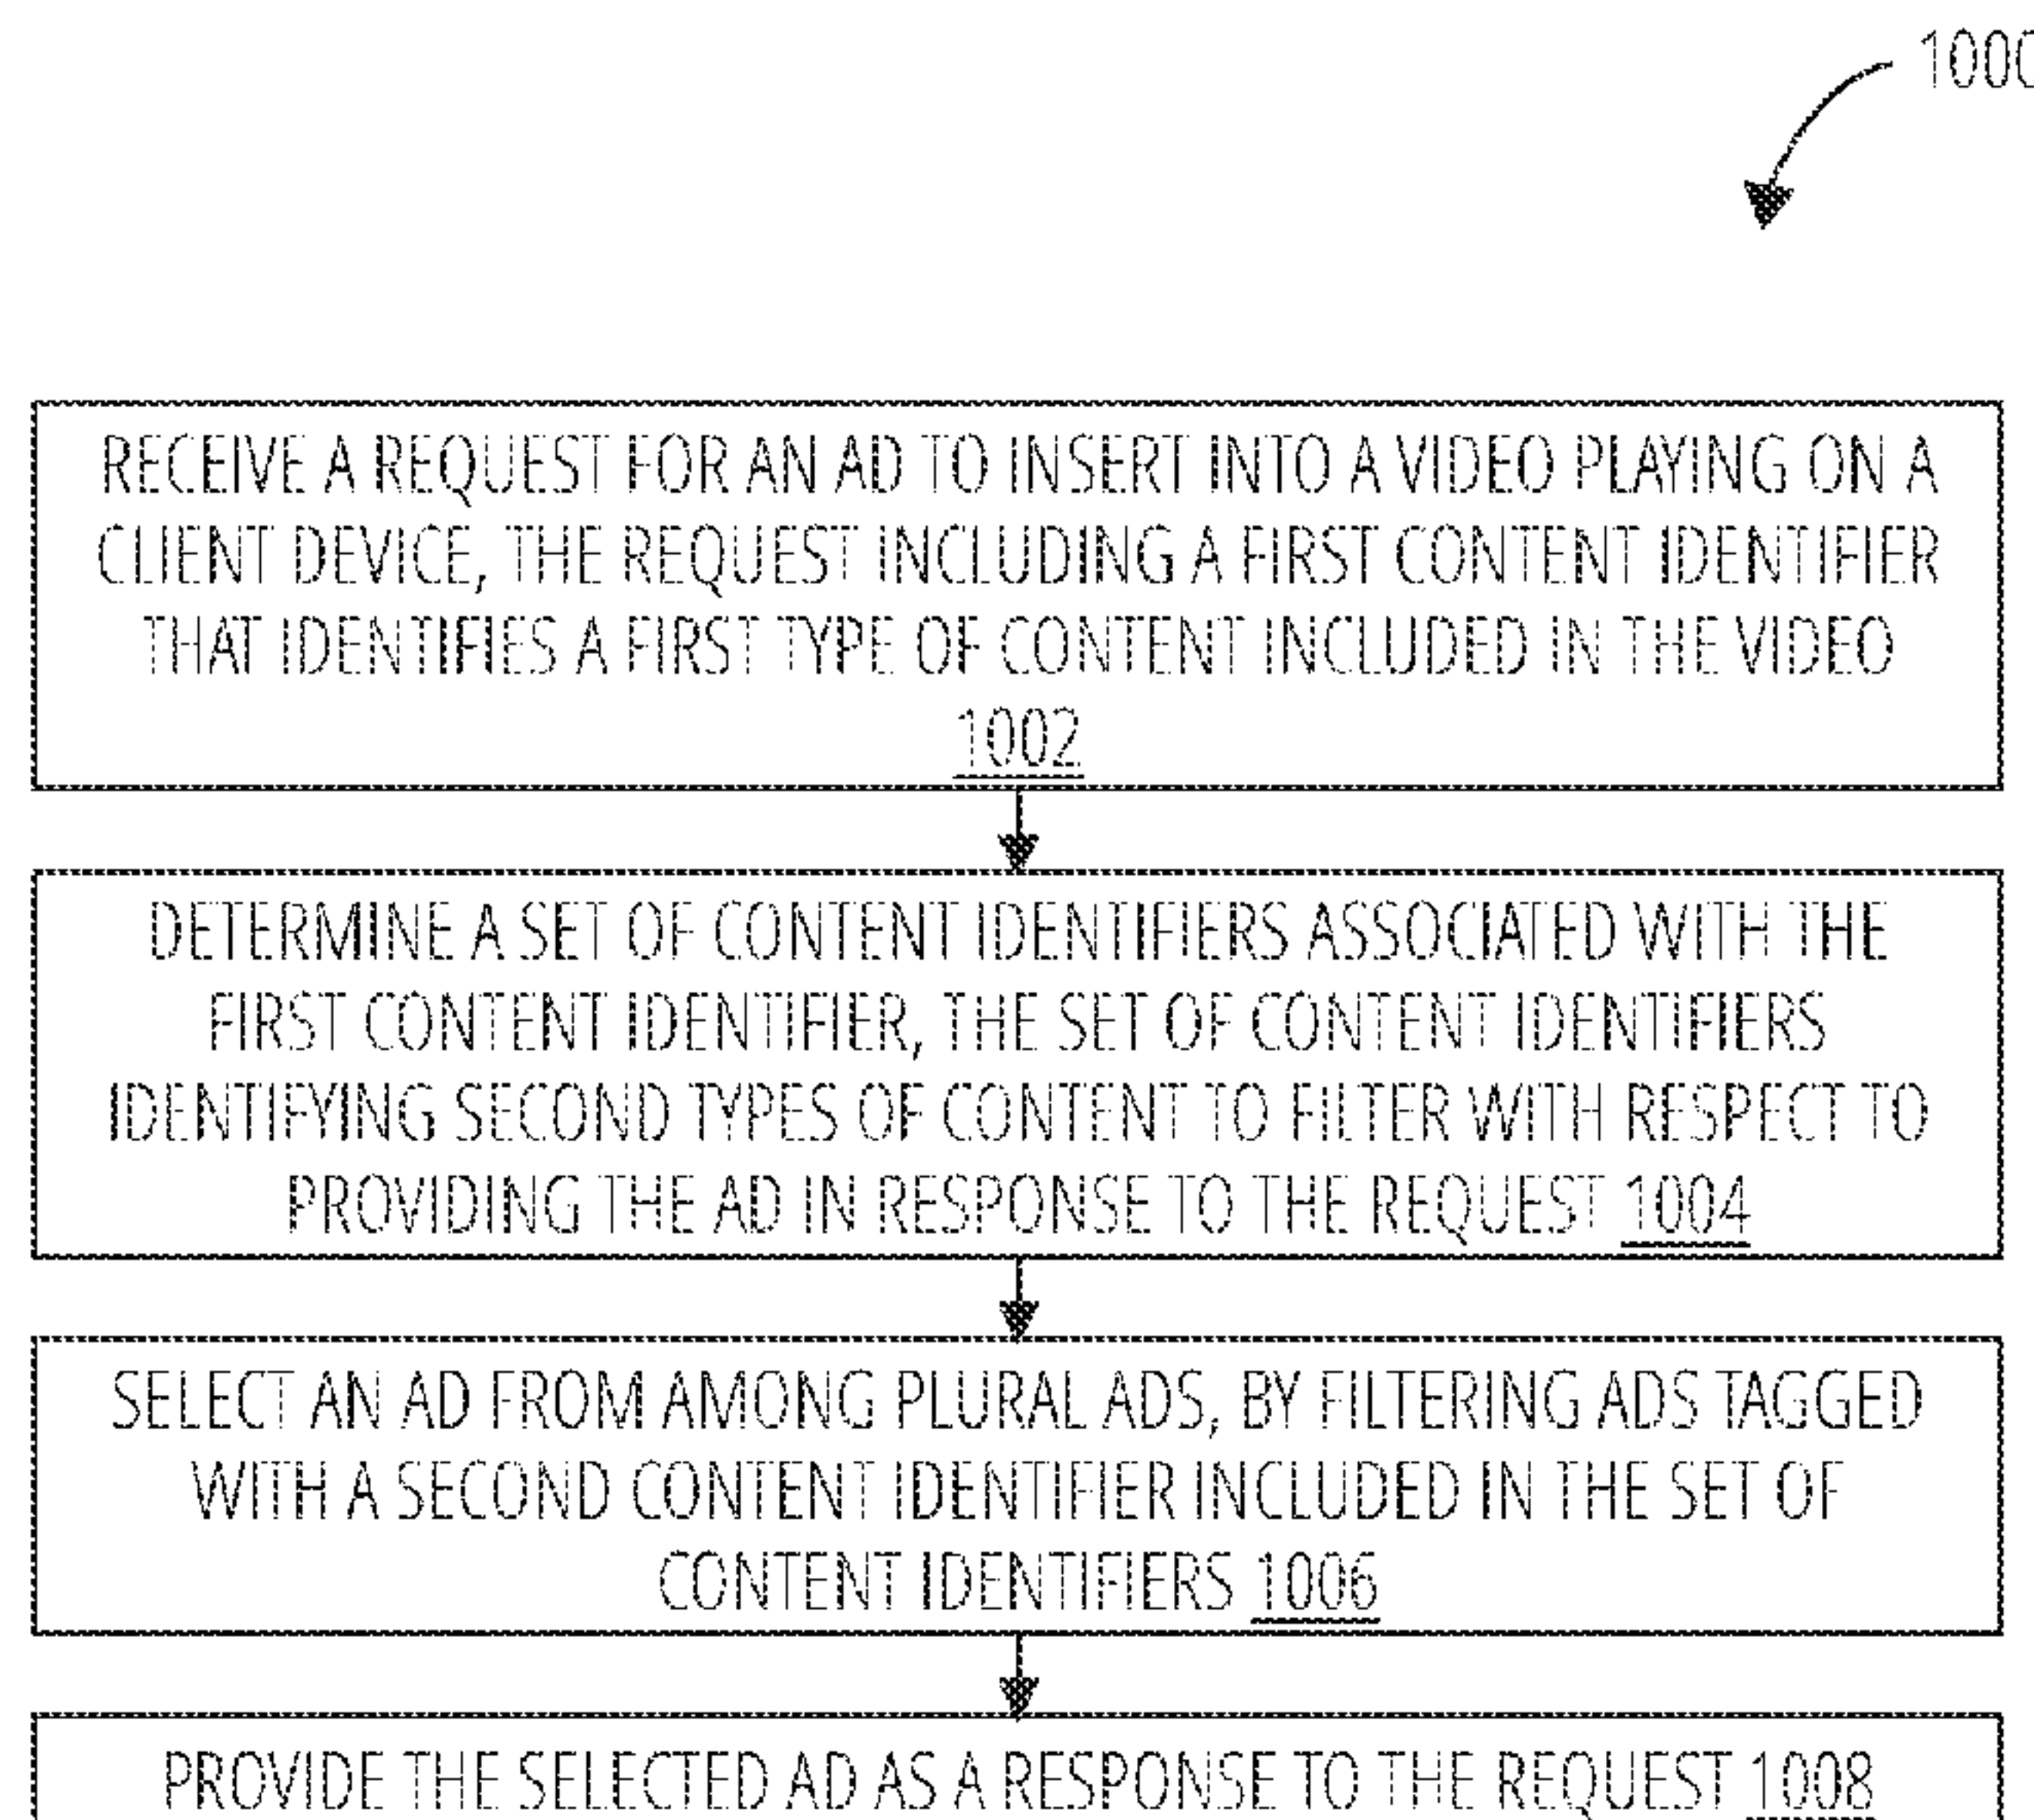 1000
RECEIVE A REQUEST FOR AN AD TO INSERT INTO A VIDEO PLAYING ON A
CLIENT DEVICE, THE REQUEST INCLUDING A FIRST CONTENT IDENTIFIER
THAT IDENTIFIES A FIRST TYPE OF CONTENT INCLUDED IN THE VIDEO
1002
DETERMINE A SET OF CONTENT IDENTIFIERS ASSOCIATED WITH THE
FIRST CONTENT IDENTIFIER, THE SET OF CONTENT IDENTIFIERS
IDENTIFYING SECOND TYPES OF CONTENT TO FILTER WITH RESPECT TO
PROVIDING THE AD IN RESPONSE TO THE REQUEST 1004
SELECT AN AD FROM AMONG PLURAL ADS, BY FILTERING ADS TAGGED
WITH A SECOND CONTENT IDENTIFIER INCLUDED IN THE SET OF
CONTENT IDENTIFIERS 1006
PROVIDE THE SELECTED AD AS A RESPONSE TO THE REQUEST 1008